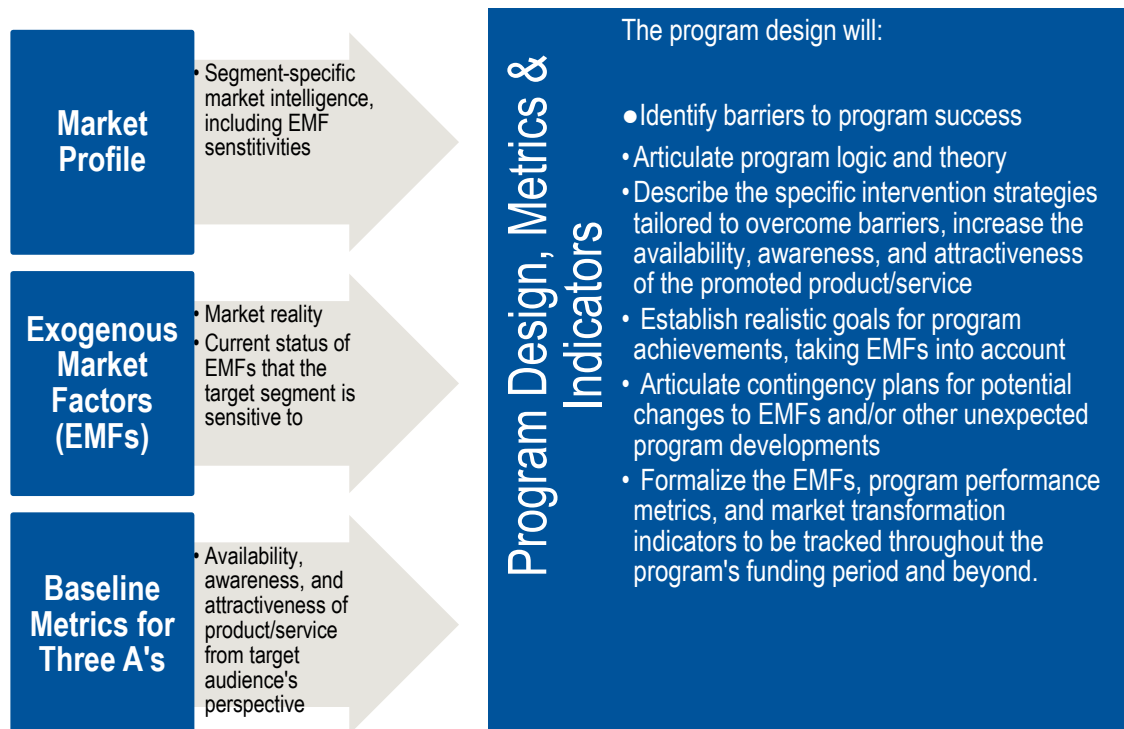 Market
Profile
• Segment-specific
market intelligence,
including EMF
senstitivities
Exogenous
Market
Factors
(EMFs)
• Market reality
• Current status of
EMFs that the
target segment is
sensitive to
Baseline
Metrics for
Three A's
• Availability,
awareness, and
attractiveness of
product/service
from target
audience's
perspective
Program Design, Metrics &
Indicators
The program design will:
●Identify barriers to program success
• Articulate program logic and theory
• Describe the specific intervention strategies
tailored to overcome barriers, increase the
availability, awareness, and attractiveness
of the promoted product/service
• Establish realistic goals for program
achievements, taking EMFs into account
• Articulate contingency plans for potential
changes to EMFs and/or other unexpected
program developments
• Formalize the EMFs, program performance
metrics, and market transformation
indicators to be tracked throughout the
program's funding period and beyond.